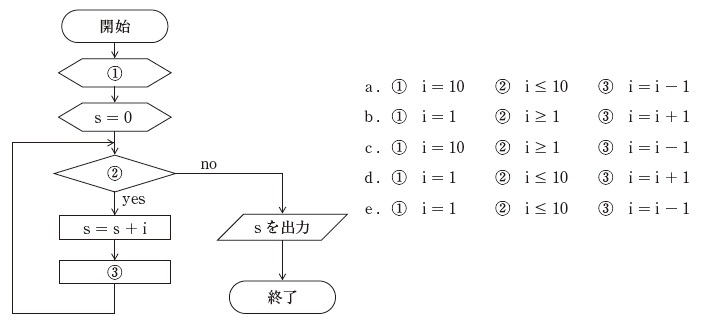 開始
①
s = 0
②
no
yes
s = s + i
③
s を出力
終了
a. ① i = 10 ② i ≤ 10 ③ i = i − 1
b. ① i = 1 ② i ≥ 1 ③ i = i + 1
c. ① i = 10 ② i ≥ 1 ③ i = i − 1
d. ① i = 1 ② i ≤ 10 ③ i = i + 1
e. ① i = 1 ② i ≤ 10 ③ i = i − 1